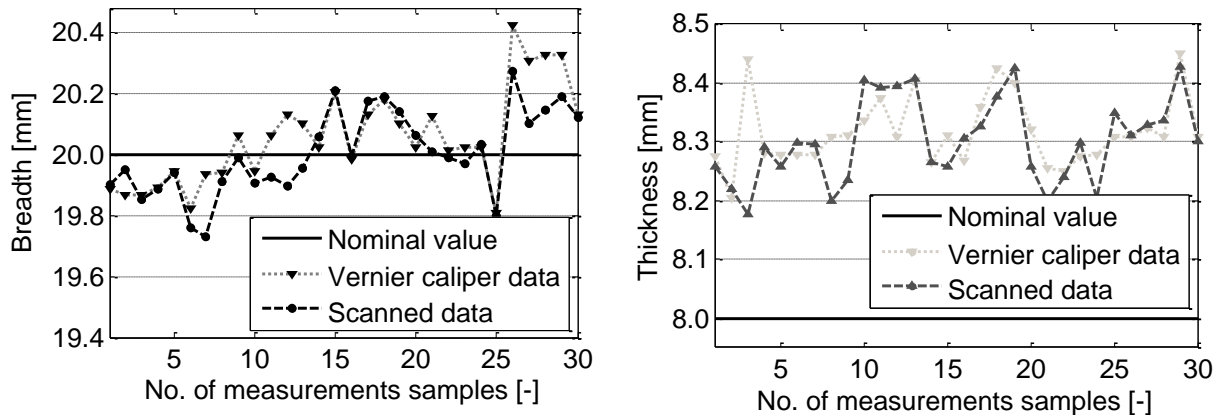 Breadth [mm]
20.4
20.2
20.0
19.8
19.6
19.4
Nominal value
Vernier caliper data
Scanned data
5 10 15 20 25 30
No. of measurements samples [-]
Thickness [mm]
8.5
8.4
8.3
8.2
8.1
8.0
Nominal value
Vernier caliper data
Scanned data
5 10 15 20 25 30
No. of measurements samples [-]